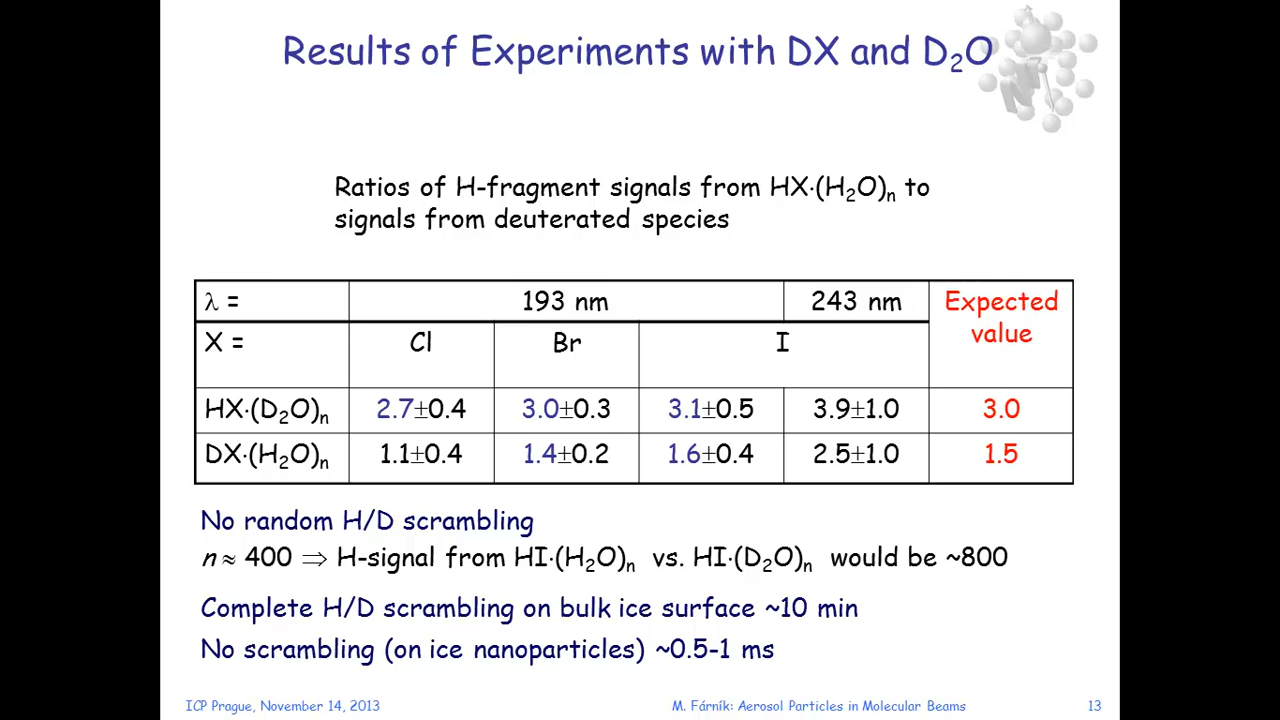 Results of Experiments with DX and D₂O
Ratios of H-fragment signals from HX·(H₂O)ₙ to
signals from deuterated species
λ = 193 nm 243 nm Expected value
X = Cl Br I
HX·(D₂O)ₙ 2.7±0.4 3.0±0.3 3.1±0.5 3.9±1.0 3.0
DX·(H₂O)ₙ 1.1±0.4 1.4±0.2 1.6±0.4 2.5±1.0 1.5
No random H/D scrambling
n ≈ 400 ⇒ H-signal from HI·(H₂O)ₙ vs. HI·(D₂O)ₙ would be ~800
Complete H/D scrambling on bulk ice surface ~10 min
No scrambling (on ice nanoparticles) ~0.5-1 ms
ICP Prague, November 14, 2013 M. Fárník: Aerosol Particles in Molecular Beams 13